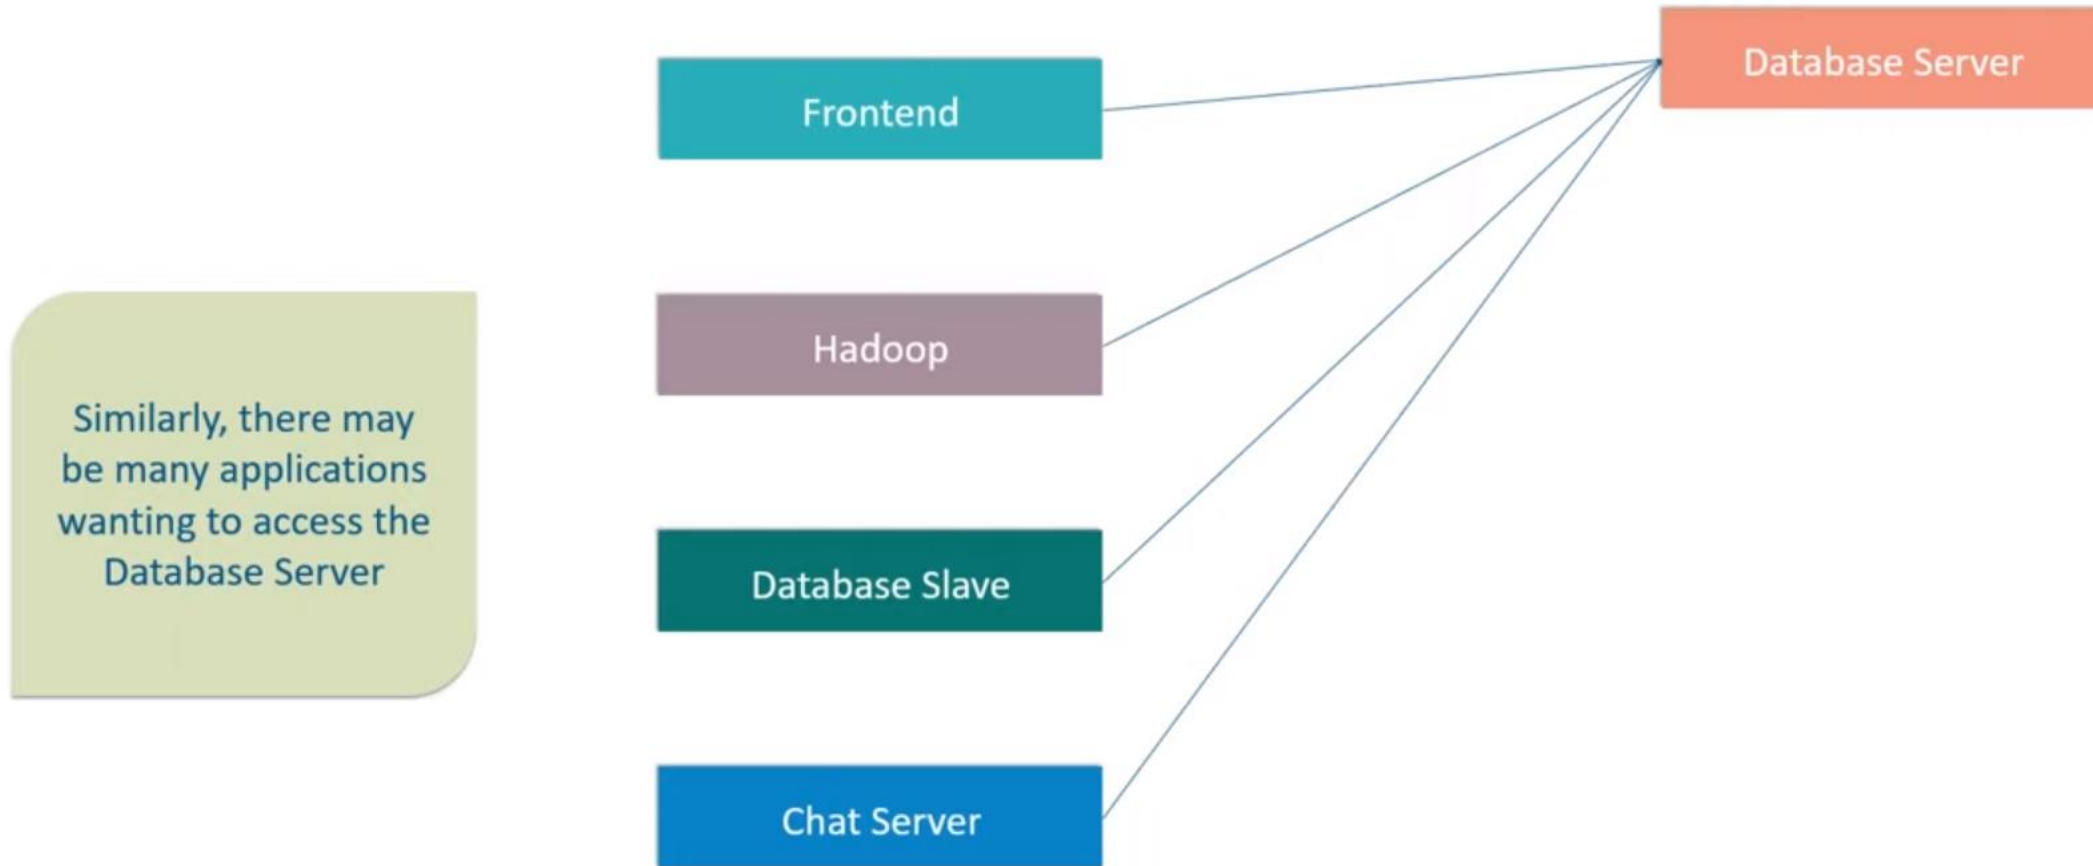 Database Server
Frontend
Hadoop
Similarly, there may
be many applications
wanting to access the
Database Server
Database Slave
Chat Server